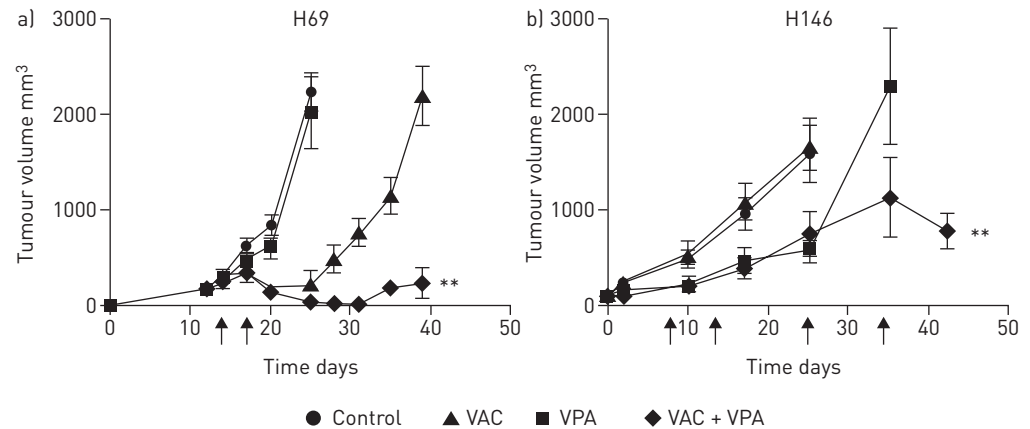 a) H69
3000
2000
1000
0
Tumour volume mm³
0 10 20 30 40 50
Time days
**
b) H146
3000
2000
1000
0
Tumour volume mm³
0 10 20 30 40 50
Time days
**
Control VAC VPA VAC + VPA